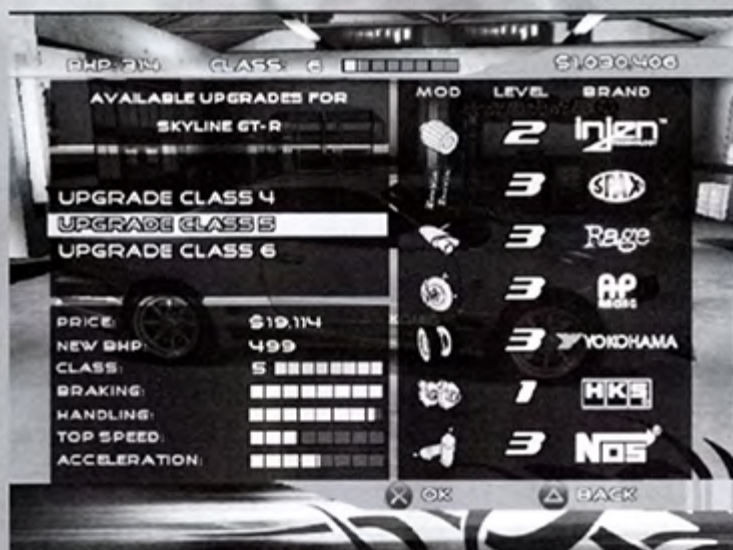 BHP: 314 CLASS: 6 $1,030,406
AVAILABLE UPGRADES FOR
SKYLINE GT-R
UPGRADE CLASS 4
UPGRADE CLASS 5
UPGRADE CLASS 6
PRICE: $19,114
NEW BHP: 499
CLASS: 5
BRAKING:
HANDLING:
TOP SPEED:
ACCELERATION:
MOD LEVEL BRAND
2 injen
3
3 Rage
3 AP
3 YOKOHAMA
1 HKS
3 NOS
OK BACK